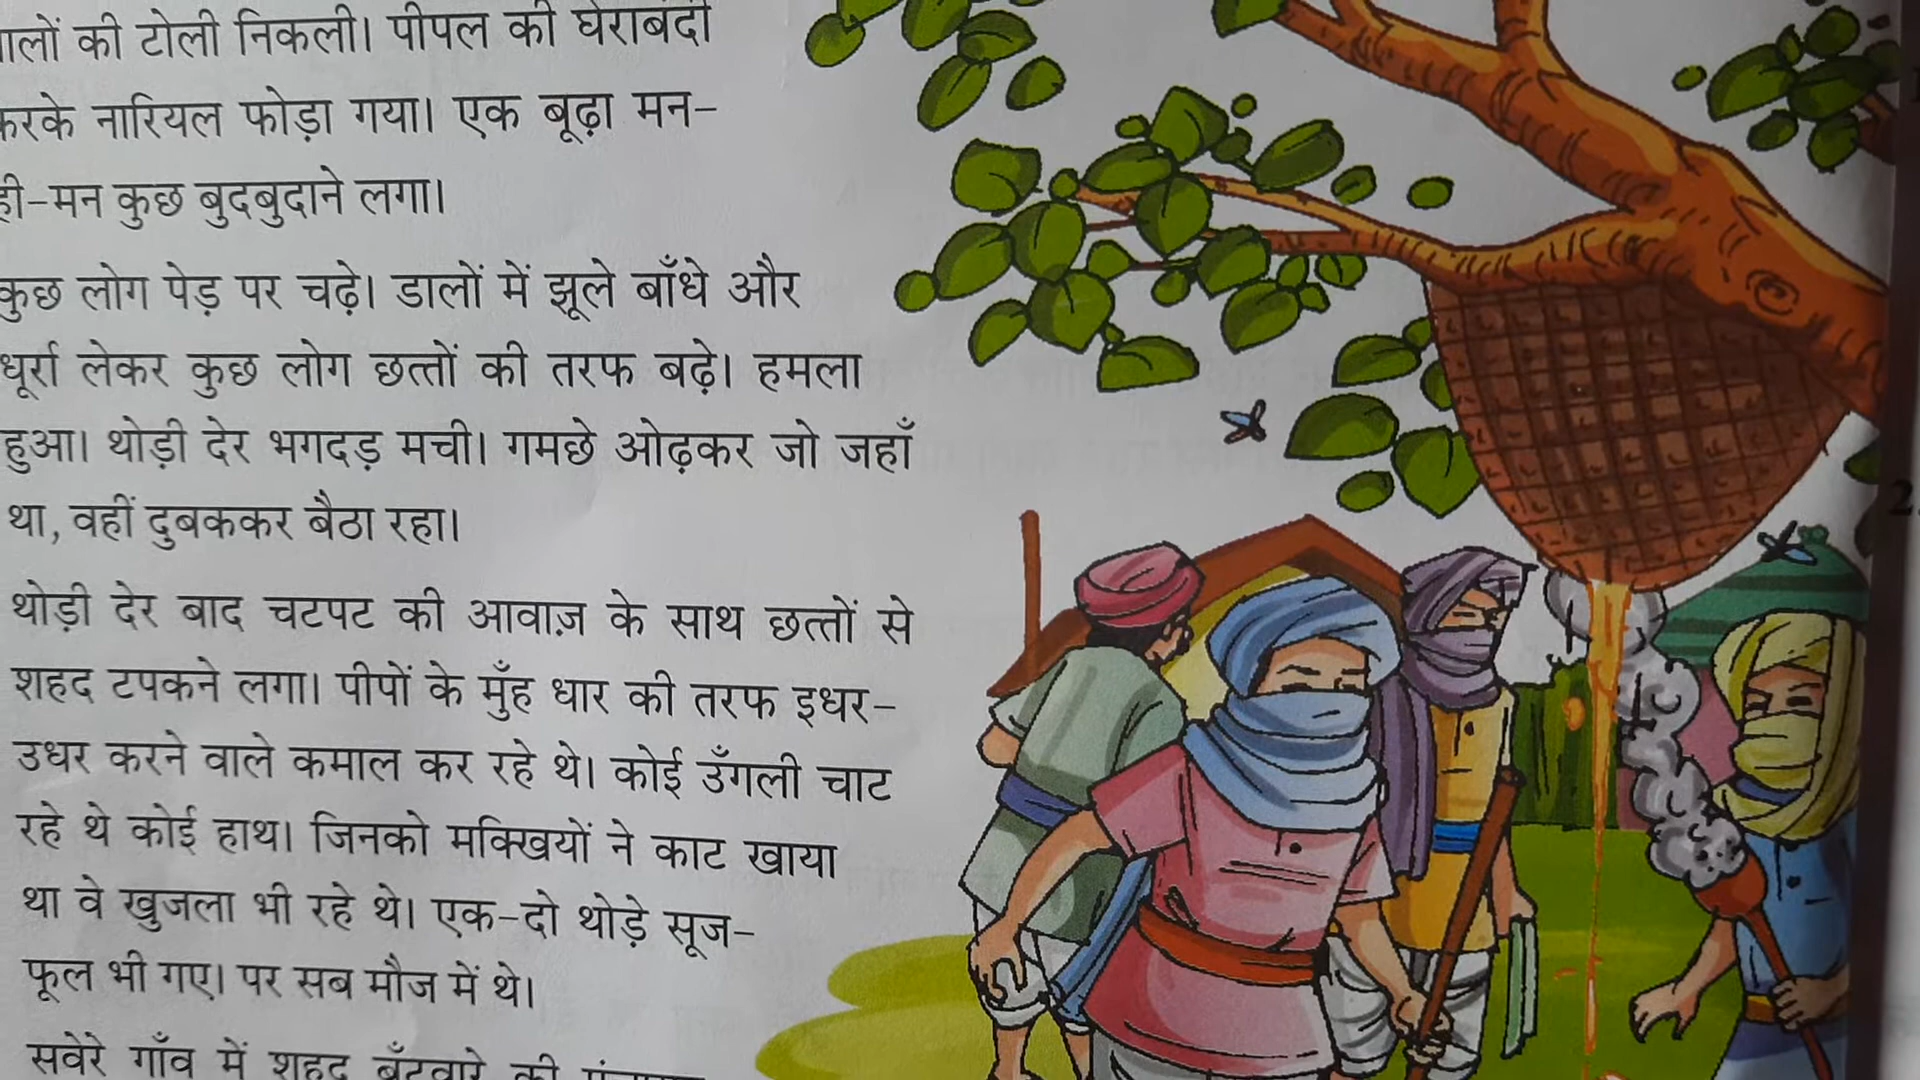 की टोली निकली। पीपल की घेराबंदी
करके नारियल फोड़ा गया। एक बूढ़ा मन-
ही-मन कुछ बुदबुदाने लगा।
कुछ लोग पेड़ पर चढ़े। डालों में झूले बाँधे और
धूर्रा लेकर कुछ लोग छत्तों की तरफ बढ़े। हमला
हुआ। थोड़ी देर भगदड़ मची। गमछे ओढ़कर जो जहाँ
था, वहीं दुबककर बैठा रहा।
थोड़ी देर बाद चटपट की आवाज़ के साथ छत्तों से
शहद टपकने लगा। पीपों के मुँह धार की तरफ इधर-
उधर करने वाले कमाल कर रहे थे। कोई उँगली चाट
रहे थे कोई हाथ। जिनको मक्खियों ने काट खाया
था वे खुजला भी रहे थे। एक-दो थोड़े सूज-
फूल भी गए। पर सब मौज में थे।
सवेरे गाँव में शहद बँटवारे की
2.